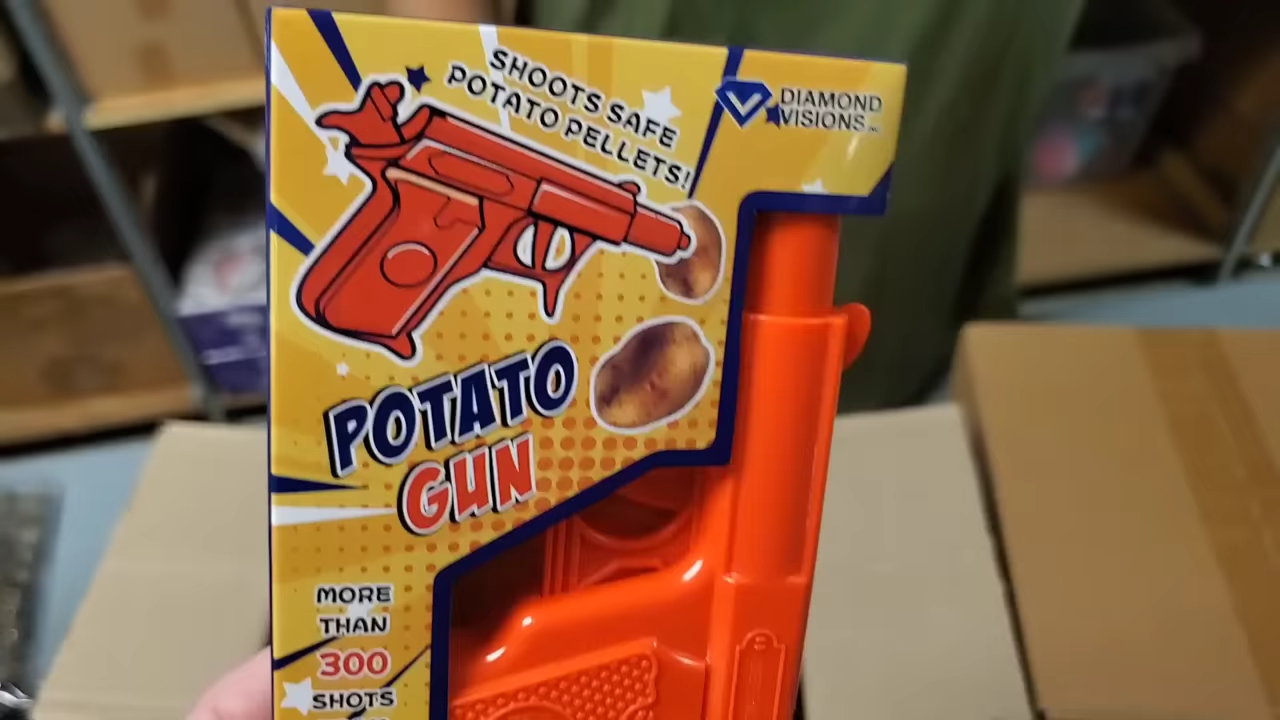 SHOOTS SAFE
POTATO PELLETS!
DIAMOND
VISIONS
POTATO
GUN
MORE
THAN
300
SHOTS